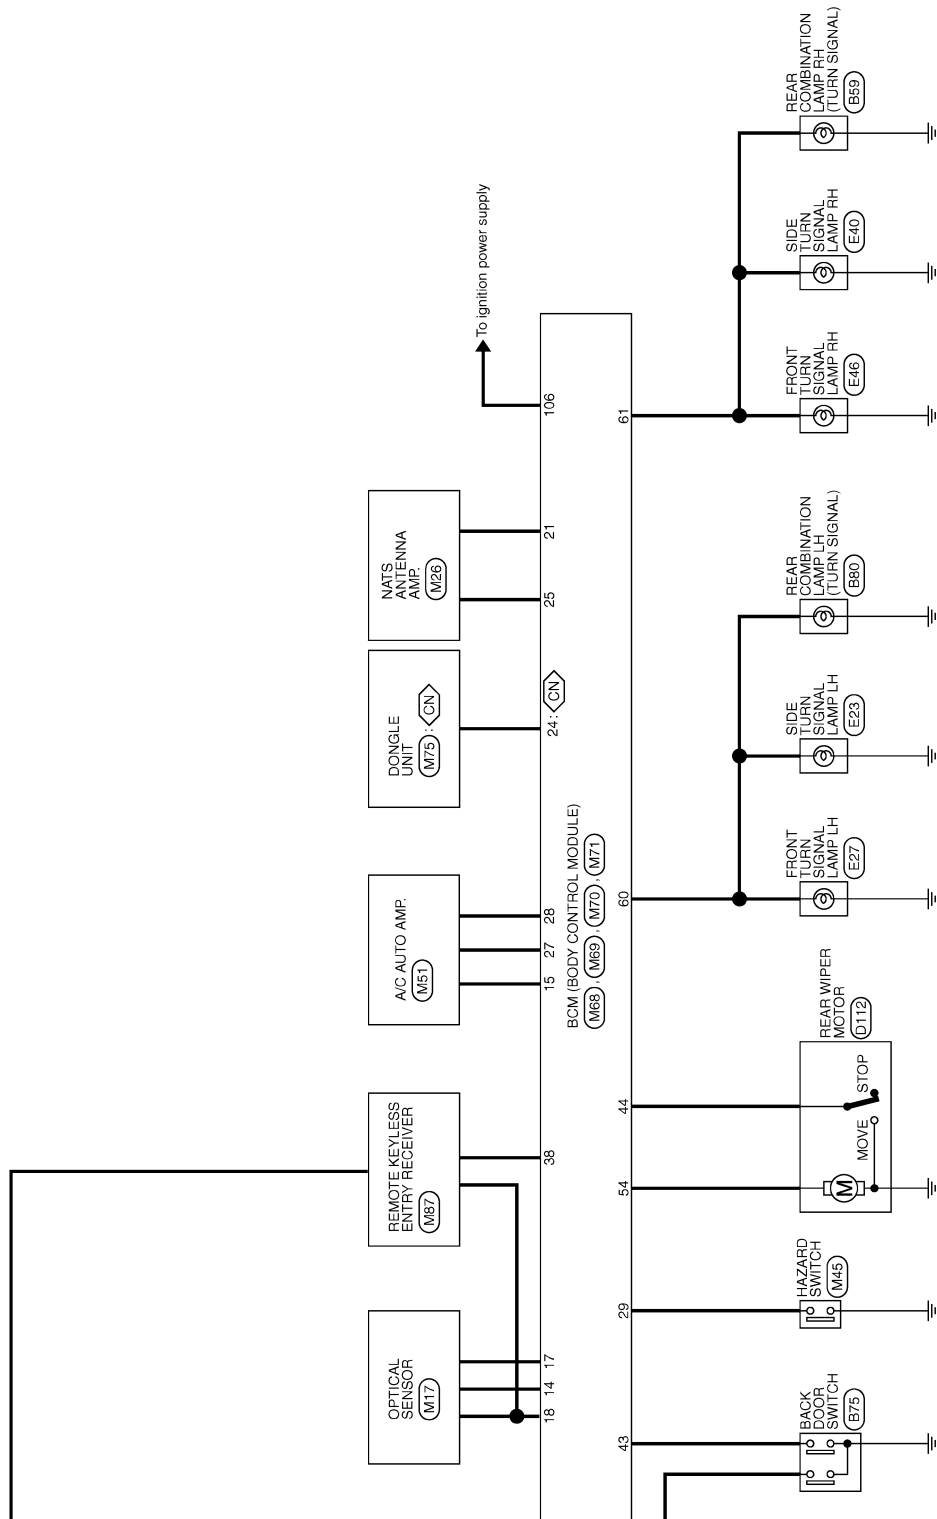 OPTICAL
SENSOR
M17
18
14
17
REMOTE KEYLESS
ENTRY RECEIVER
M87
38
A/C AUTO AMP.
M51
15
27
28
DONGLE
UNIT
M75 : CN
24 : CN
NATS
ANTENNA
AMP.
M26
25
21
106
To ignition power supply
BCM (BODY CONTROL MODULE)
M68 , M69 , M70 , M71
43
29
54
44
60
61
BACK
DOOR
SWITCH
B75
HAZARD
SWITCH
M45
REAR WIPER
MOTOR
D112
M
MOVE
STOP
FRONT
TURN
SIGNAL
LAMP LH
E27
SIDE
TURN
SIGNAL
LAMP LH
E23
REAR
COMBINATION
LAMP LH
(TURN SIGNAL)
B80
FRONT
TURN
SIGNAL
LAMP RH
E46
SIDE
TURN
SIGNAL
LAMP RH
E40
REAR
COMBINATION
LAMP RH
(TURN SIGNAL)
B59